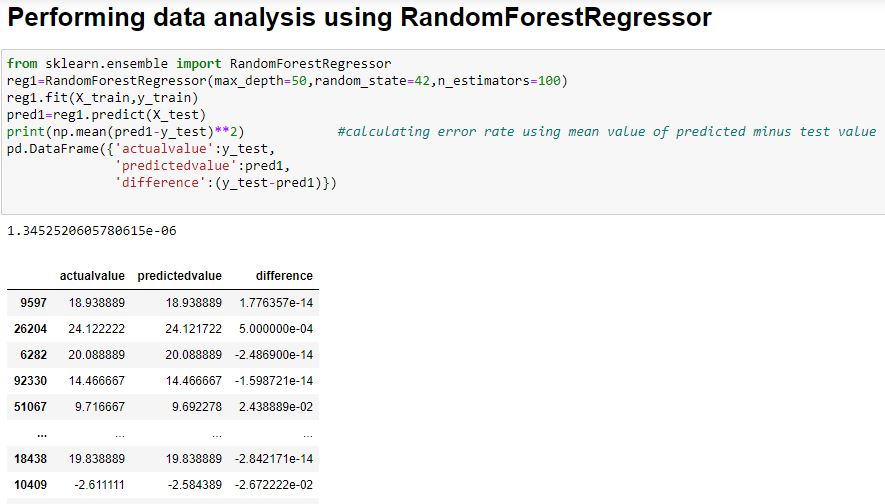 Performing data analysis using RandomForestRegressor
from sklearn.ensemble import RandomForestRegressor
reg1=RandomForestRegressor(max_depth=50,random_state=42,n_estimators=100)
reg1.fit(X_train,y_train)
pred1=reg1.predict(X_test)
print(np.mean(pred1-y_test)**2) #calculating error rate using mean value of predicted minus test value
pd.DataFrame({'actualvalue':y_test,
'predictedvalue':pred1,
'difference':(y_test-pred1)})
1.3452520605780615e-06
actualvalue predictedvalue difference
9597 18.938889 18.938889 1.776357e-14
26204 24.122222 24.121722 5.000000e-04
6282 20.088889 20.088889 -2.486900e-14
92330 14.466667 14.466667 -1.598721e-14
51067 9.716667 9.692278 2.438889e-02
... ... ... ...
18438 19.838889 19.838889 -2.842171e-14
10409 -2.611111 -2.584389 -2.672222e-02